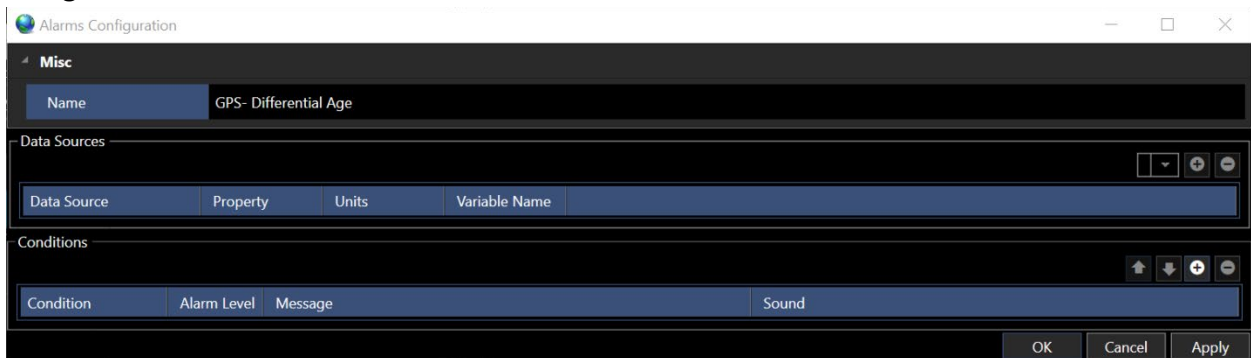 Alarms Configuration
Misc
Name GPS- Differential Age
Data Sources
Data Source Property Units Variable Name
Conditions
Condition Alarm Level Message Sound
OK Cancel Apply